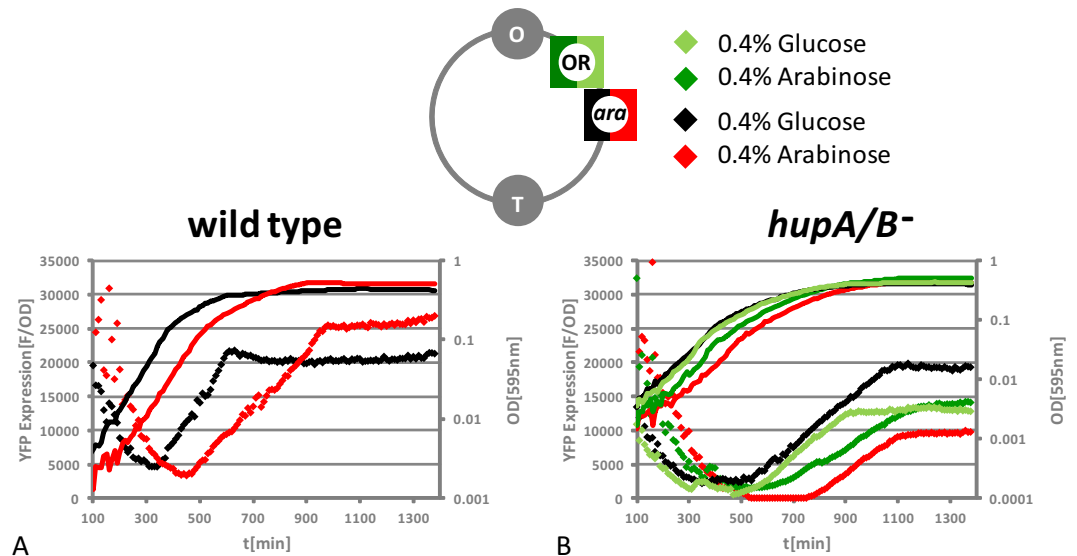 O
OR
ara
T
0.4% Glucose
0.4% Arabinose
0.4% Glucose
0.4% Arabinose
wild type
hupA/B-
YFP Expression[F/OD]
35000
30000
25000
20000
15000
10000
5000
0
1
0.1
0.01
0.001
OD[595nm]
100 300 500 700 900 1100 1300
t[min]
A
YFP Expression[F/OD]
35000
30000
25000
20000
15000
10000
5000
0
1
0.1
0.01
0.001
0.0001
OD[595nm]
100 300 500 700 900 1100 1300
t[min]
B